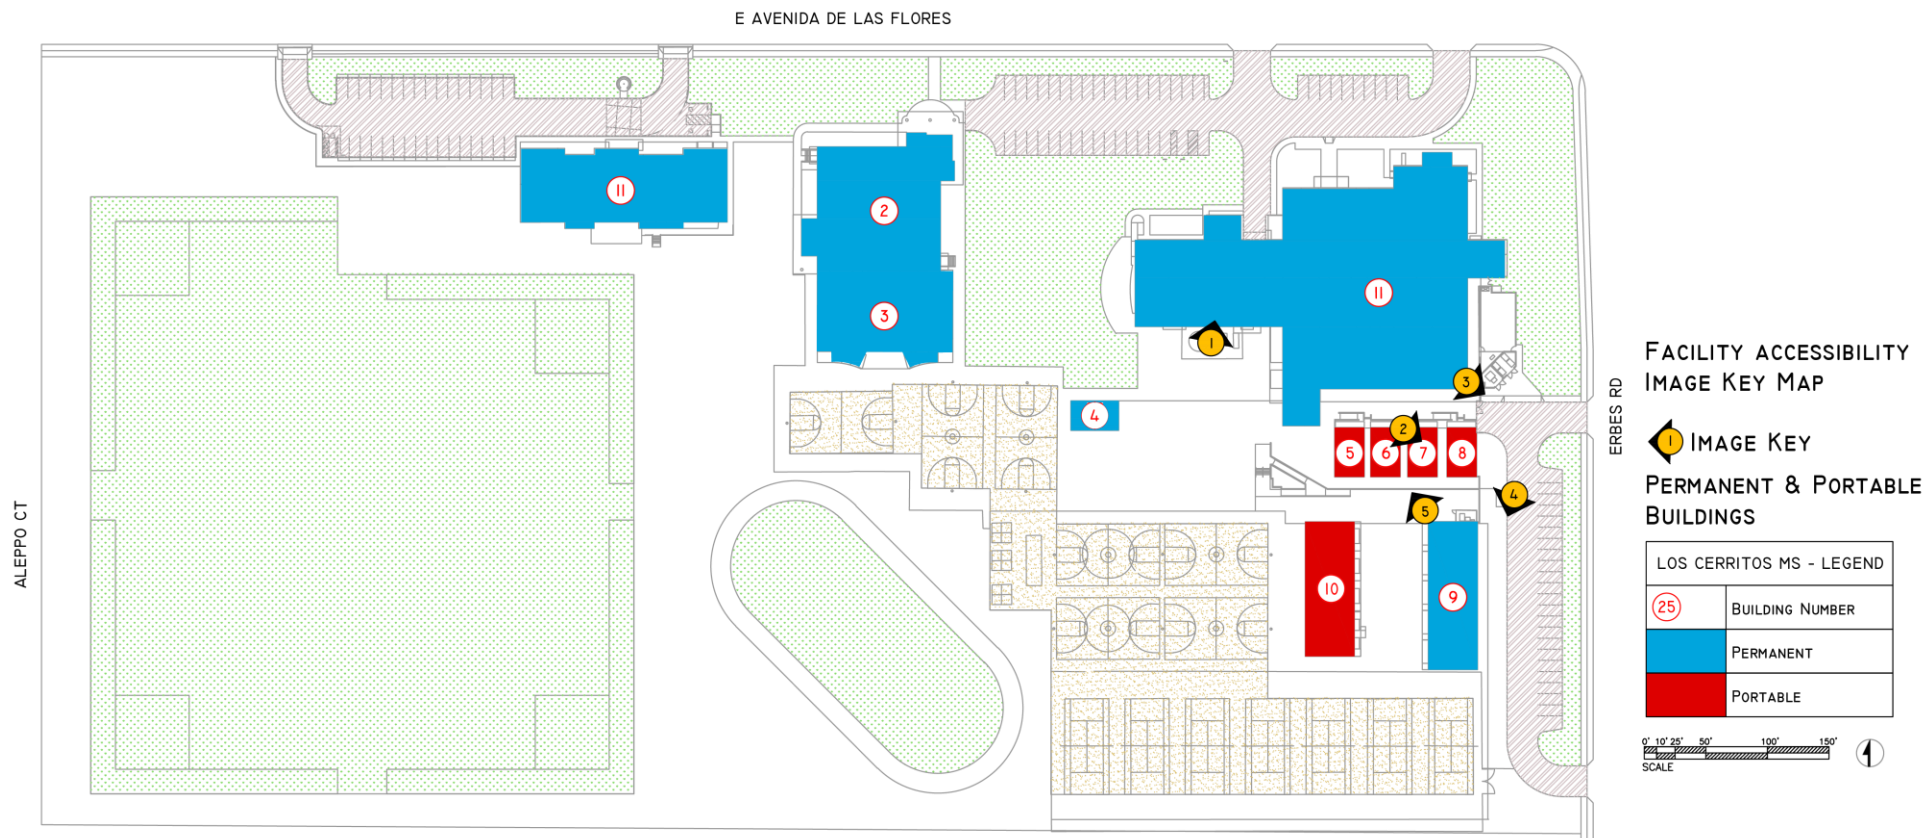 E AVENIDA DE LAS FLORES
11
2
3
11
1
3
4
2
5
6
7
8
4
5
10
9
ALEPPO CT
ERBES RD
FACILITY ACCESSIBILITY
IMAGE KEY MAP
1 IMAGE KEY
PERMANENT & PORTABLE
BUILDINGS
LOS CERRITOS MS - LEGEND
25 BUILDING NUMBER
PERMANENT
PORTABLE
0' 10' 25' 50' 100' 150'
SCALE